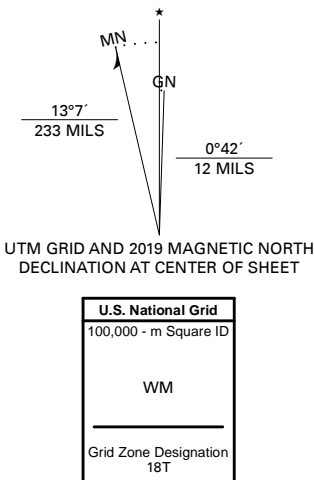 ★
MN
GN
13°7´
233 MILS
0°42´
12 MILS
UTM GRID AND 2019 MAGNETIC NORTH
DECLINATION AT CENTER OF SHEET
U.S. National Grid
100,000 - m Square ID
WM
Grid Zone Designation
18T